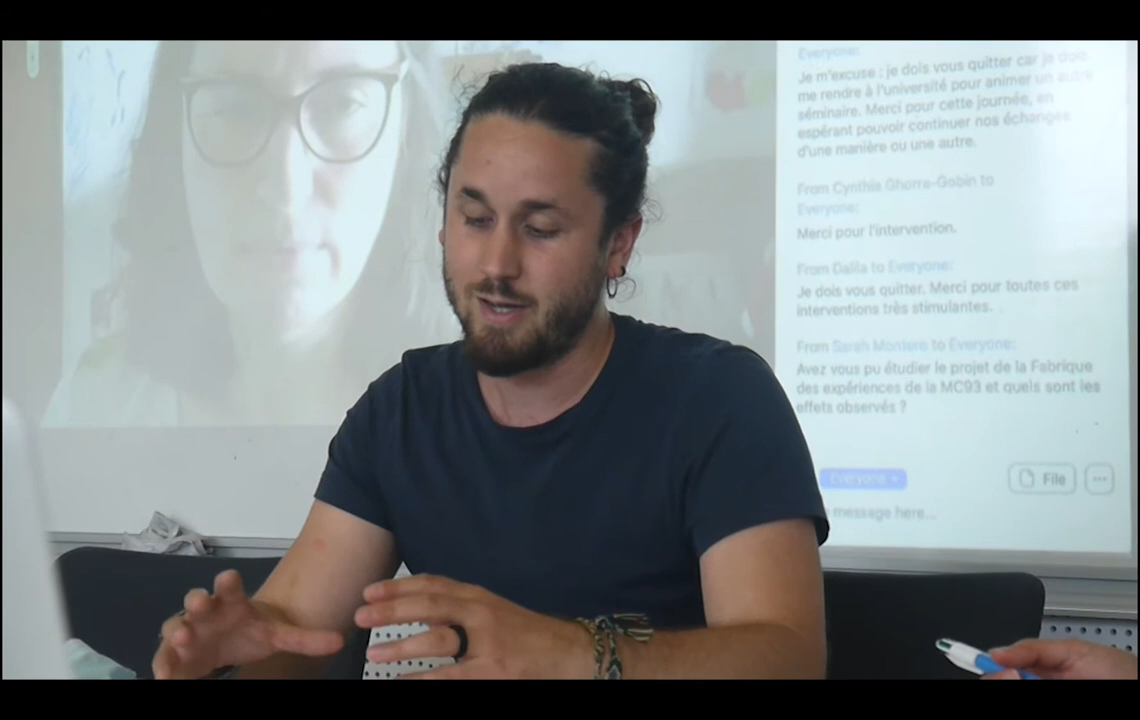 Everyone:
Je m'excuse : je dois vous quitter car je dois
me rendre à l'université pour animer un autre
séminaire. Merci pour cette journée, en
espérant pouvoir continuer nos échanges
d'une manière ou une autre.
From Cynthia Ghorra-Gobin to
Everyone:
Merci pour l'intervention.
From Dalila to Everyone:
Je dois vous quitter. Merci pour toutes ces
interventions très stimulantes.
From Sarah Montero to Everyone:
Avez vous pu étudier le projet de la Fabrique
des expériences de la MC93 et quels sont les
effets observés ?
Everyone
File
message here...